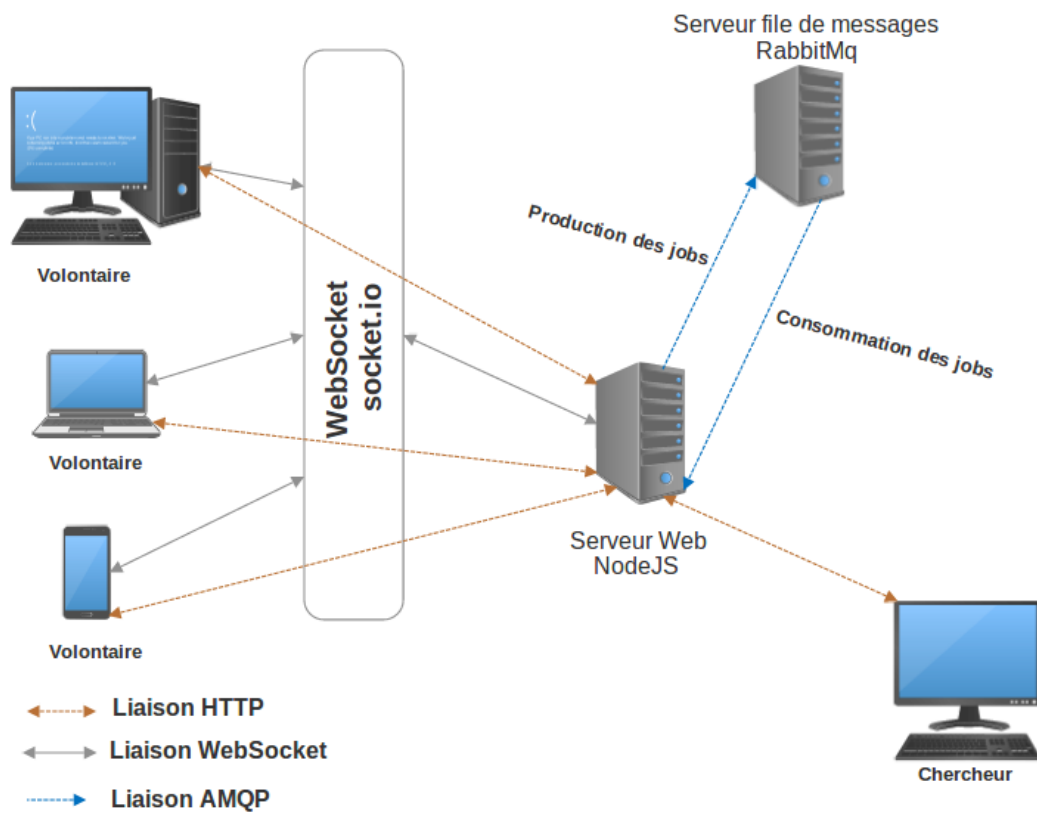 Serveur file de messages
RabbitMq
:(
Production des jobs
Consommation des jobs
WebSocket
socket.io
Volontaire
Volontaire
Volontaire
Serveur Web
NodeJS
Chercheur
Liaison HTTP
Liaison WebSocket
Liaison AMQP